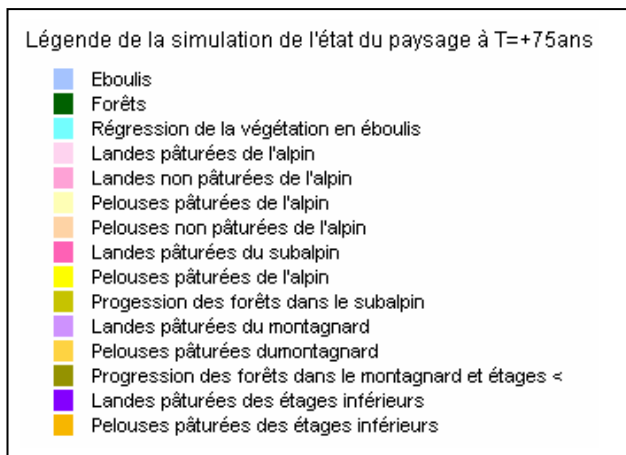 Légende de la simulation de l'état du paysage à T=+75ans
Eboulis
Forêts
Régression de la végétation en éboulis
Landes pâturées de l'alpin
Landes non pâturées de l'alpin
Pelouses pâturées de l'alpin
Pelouses non pâturées de l'alpin
Landes pâturées du subalpin
Pelouses pâturées de l'alpin
Progession des forêts dans le subalpin
Landes pâturées du montagnard
Pelouses pâturées dumontagnard
Progression des forêts dans le montagnard et étages <
Landes pâturées des étages inférieurs
Pelouses pâturées des étages inférieurs